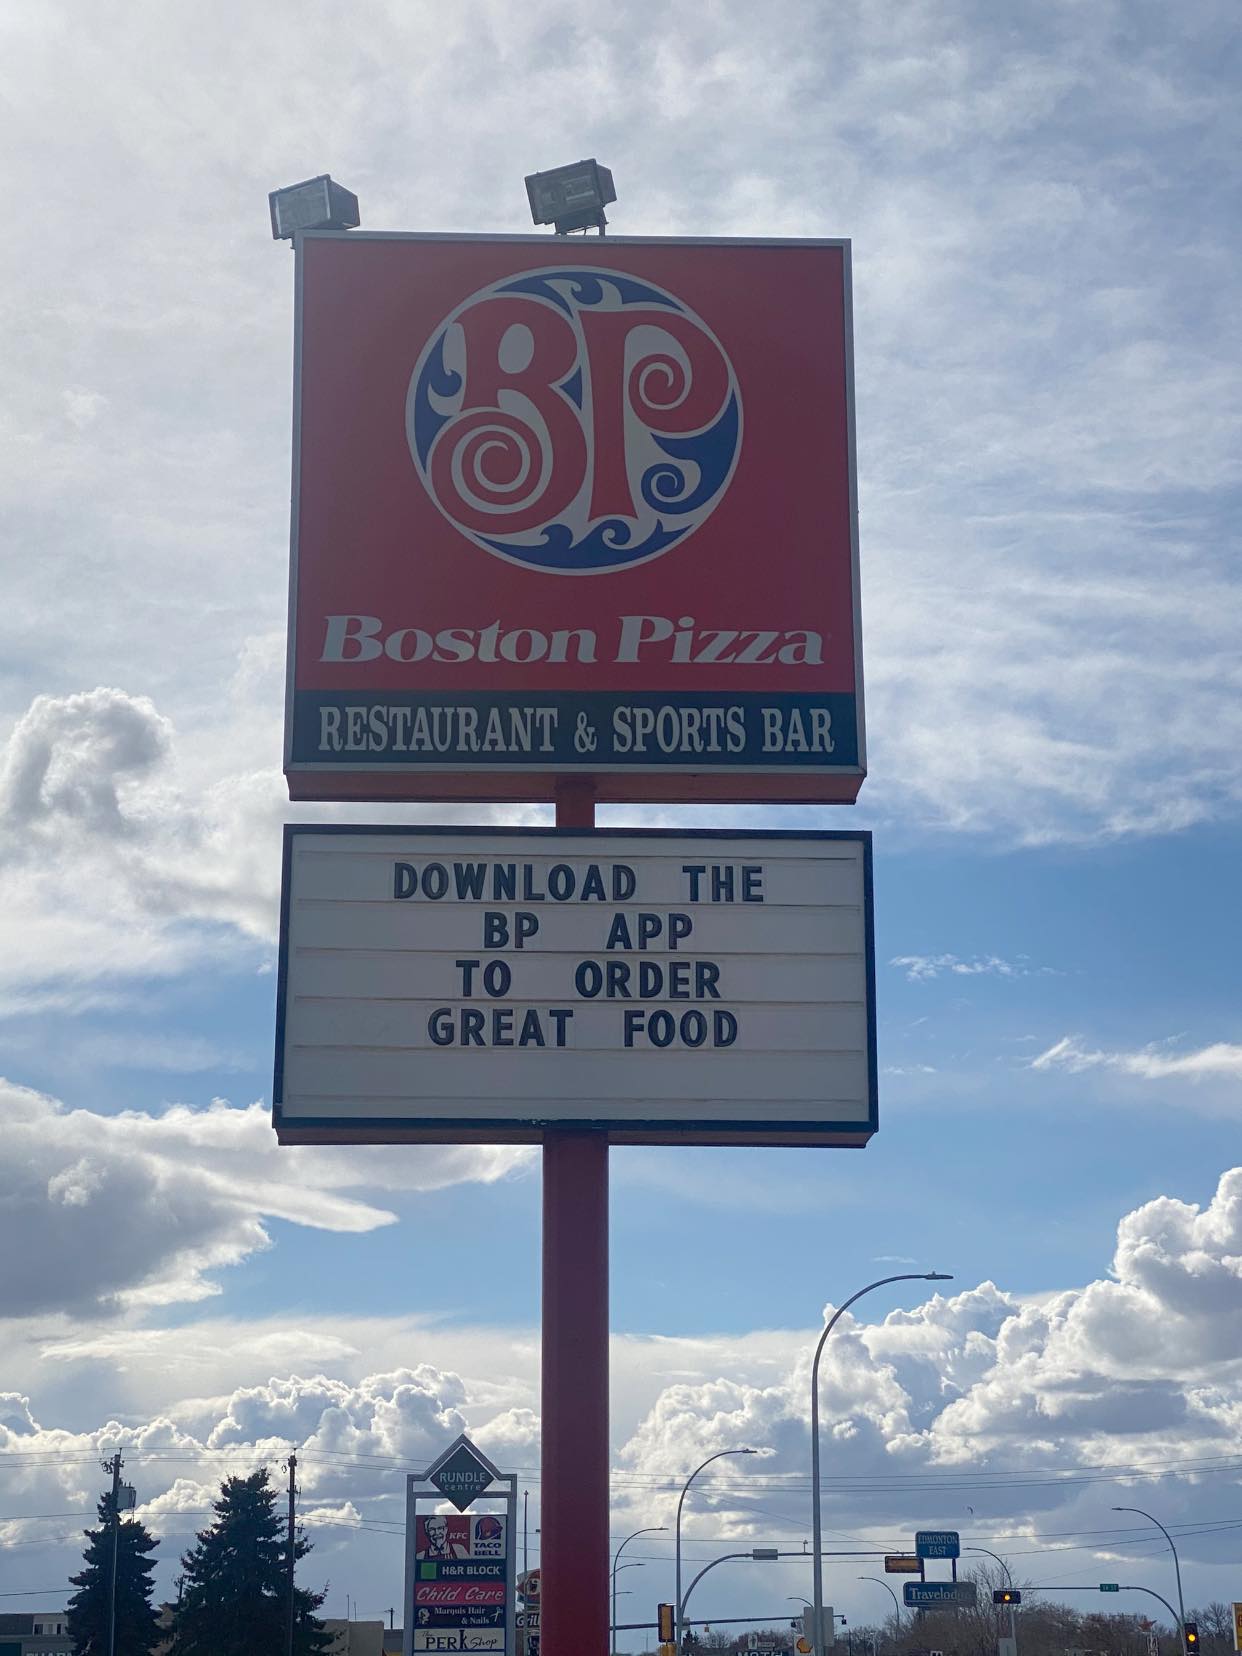 BP
Boston Pizza
RESTAURANT & SPORTS BAR
DOWNLOAD THE
BP APP
TO ORDER
GREAT FOOD
RUNDLE
centre
KFC
TACO
BELL
H&R BLOCK
Child Care
Marquis Hair
& Nails
The
PERK Shop
EDMONTON
EAST